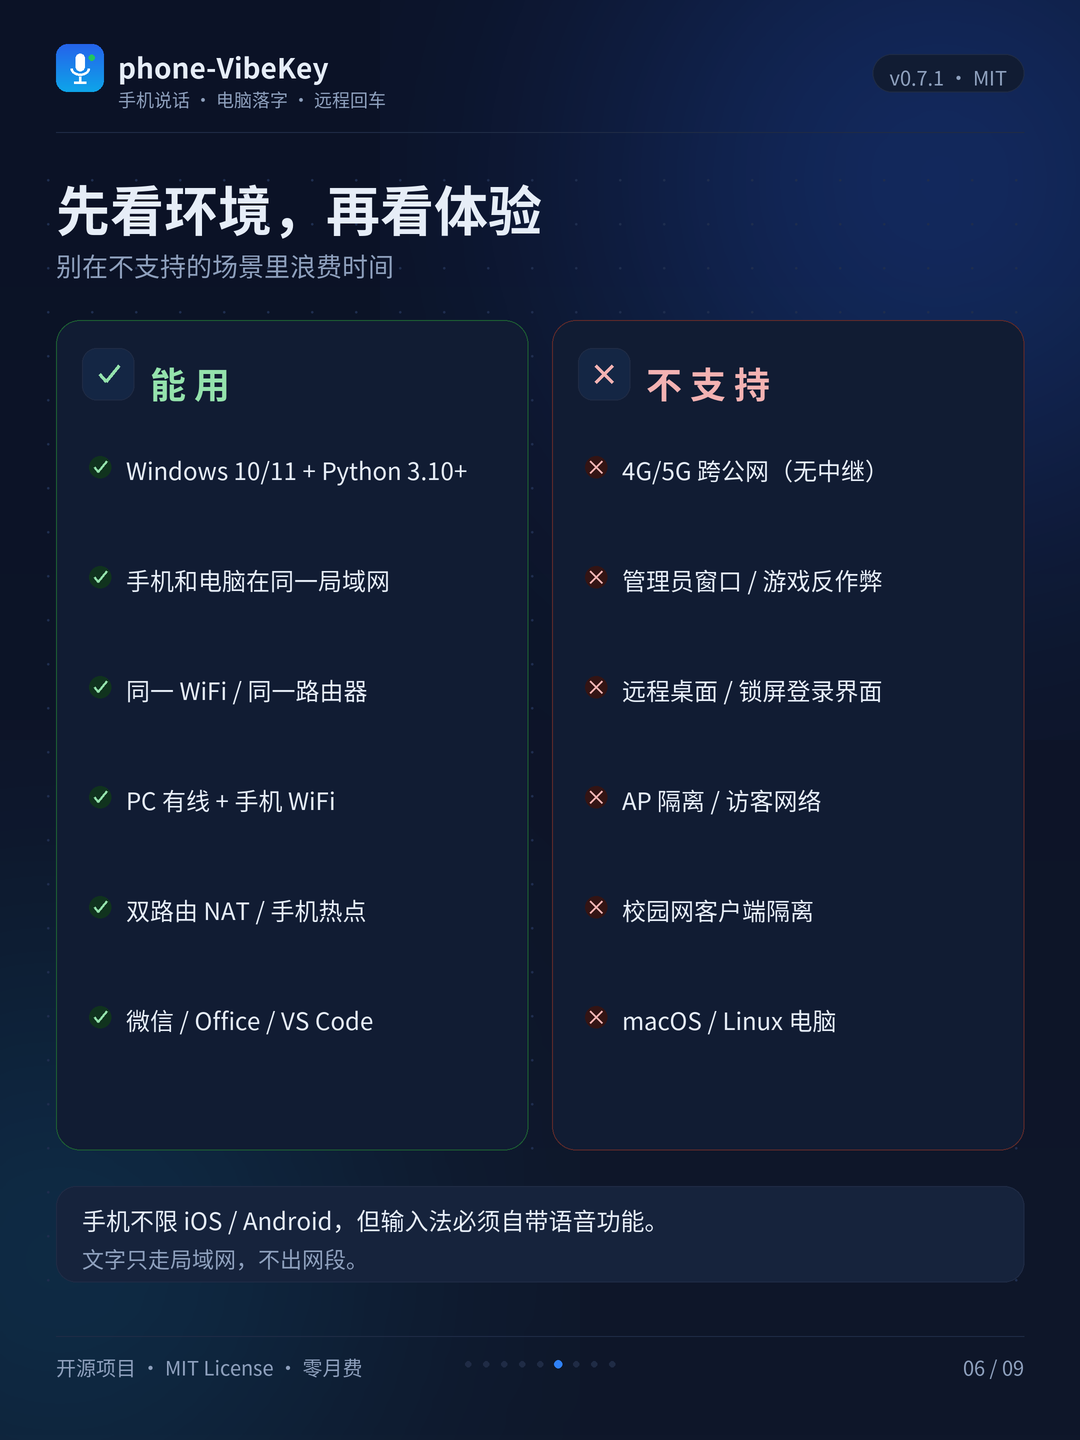 phone-VibeKey
手机说话 · 电脑落字 · 远程回车
v0.7.1 · MIT
先看环境，再看体验
别在不支持的场景里浪费时间
能用
Windows 10/11 + Python 3.10+
手机和电脑在同一局域网
同一 WiFi / 同一路由器
PC 有线 + 手机 WiFi
双路由 NAT / 手机热点
微信 / Office / VS Code
不支持
4G/5G 跨公网（无中继）
管理员窗口 / 游戏反作弊
远程桌面 / 锁屏登录界面
AP 隔离 / 访客网络
校园网客户端隔离
macOS / Linux 电脑
手机不限 iOS / Android，但输入法必须自带语音功能。
文字只走局域网，不出网段。
开源项目 · MIT License · 零月费
06 / 09